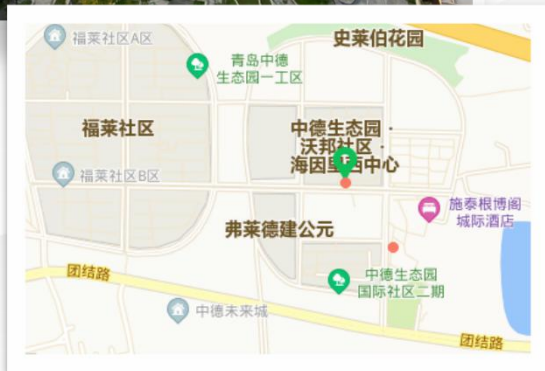 福莱社区A区
史莱伯花园
青岛中德
生态园一工区
福莱社区
中德生态园·
沃邦社区·
海因里西中心
福莱社区B区
施泰根博阁
城际酒店
弗莱德建公元
团结路
中德生态园
国际社区二期
中德未来城
团结路